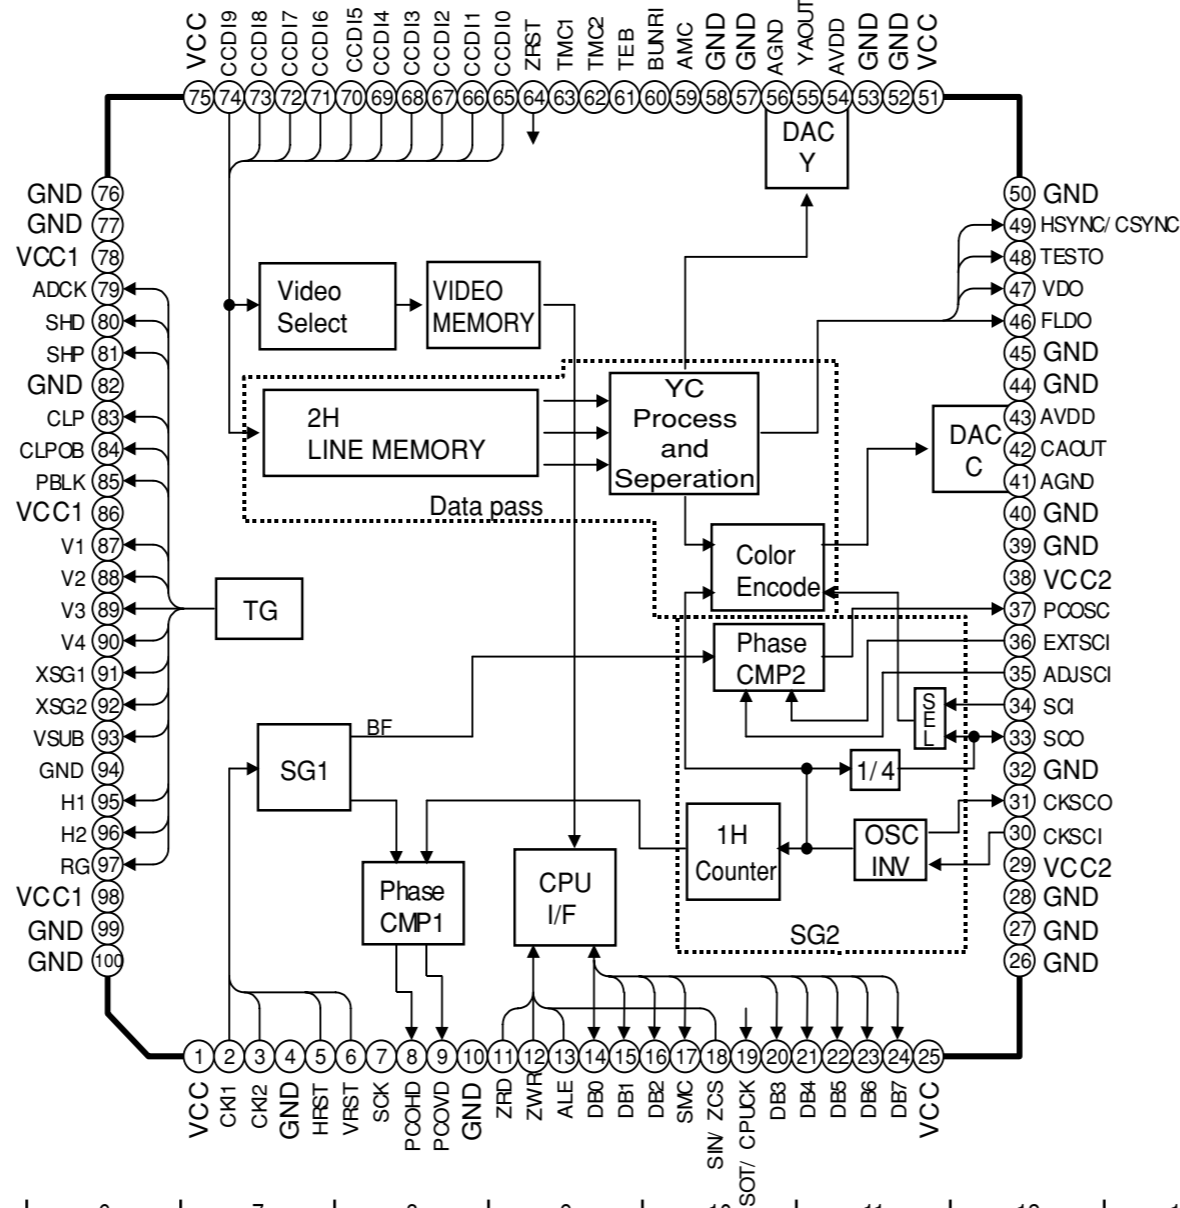 VCC CCDI9 CCDI8 CCDI7 CCDI6 CCDI5 CCDI4 CCDI3 CCDI2 CCDI1 CCDI0 ZRST TMC1 TMC2 TEB BUNRI AMC GND GND AGND YAOUT AVDD GND GND VCC
75 74 73 72 71 70 69 68 67 66 65 64 63 62 61 60 59 58 57 56 55 54 53 52 51
DAC
Y
GND 76
GND 77
VCC1 78
ADCK 79
SHD 80
SHP 81
GND 82
CLP 83
CLPOB 84
PBLK 85
VCC1 86
V1 87
V2 88
V3 89
V4 90
XSG1 91
XSG2 92
VSUB 93
GND 94
H1 95
H2 96
RG 97
VCC1 98
GND 99
GND 100
Video
Select
VIDEO
MEMORY
2H
LINE MEMORY
YC
Process
and
Seperation
Data pass
Color
Encode
DAC
C
TG
Phase
CMP2
SEL
BF
SG1
1/4
1H
Counter
OSC
INV
Phase
CMP1
CPU
I/F
SG2
50 GND
49 HSYNC/CSYNC
48 TESTO
47 VDO
46 FLDO
45 GND
44 GND
43 AVDD
42 CAOUT
41 AGND
40 GND
39 GND
38 VCC2
37 PCOSC
36 EXTSCI
35 ADJSCI
34 SCI
33 SCO
32 GND
31 CKSCO
30 CKSCI
29 VCC2
28 GND
27 GND
26 GND
1 2 3 4 5 6 7 8 9 10 11 12 13 14 15 16 17 18 19 20 21 22 23 24 25
VCC CKI1 CKI2 GND HRST VRST SCK PCOHD PCOVD GND ZRD ZWR ALE DB0 DB1 DB2 SMC SIN/ZCS SOT/CPUCK DB3 DB4 DB5 DB6 DB7 VCC